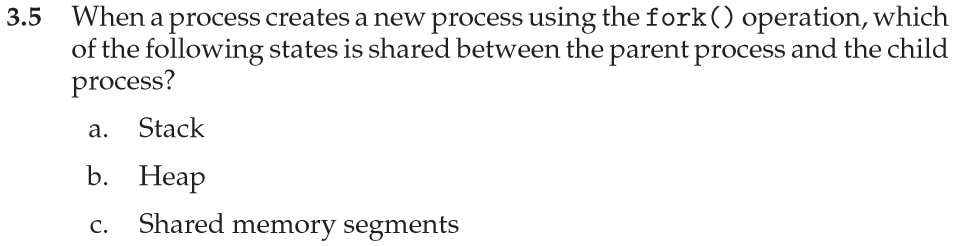 3.5 When a process creates a new process using the fork() operation, which
of the following states is shared between the parent process and the child
process?
a. Stack
b. Heap
c. Shared memory segments